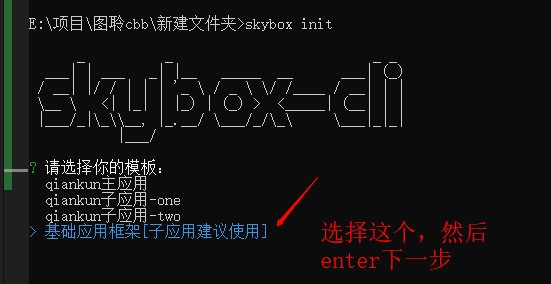 E:\项目\图聆cbb\新建文件夹>skybox init
skybox-cli
? 请选择你的模板:
qiankun主应用
qiankun子应用-one
qiankun子应用-two
> 基础应用框架[子应用建议使用]
选择这个，然后
enter下一步